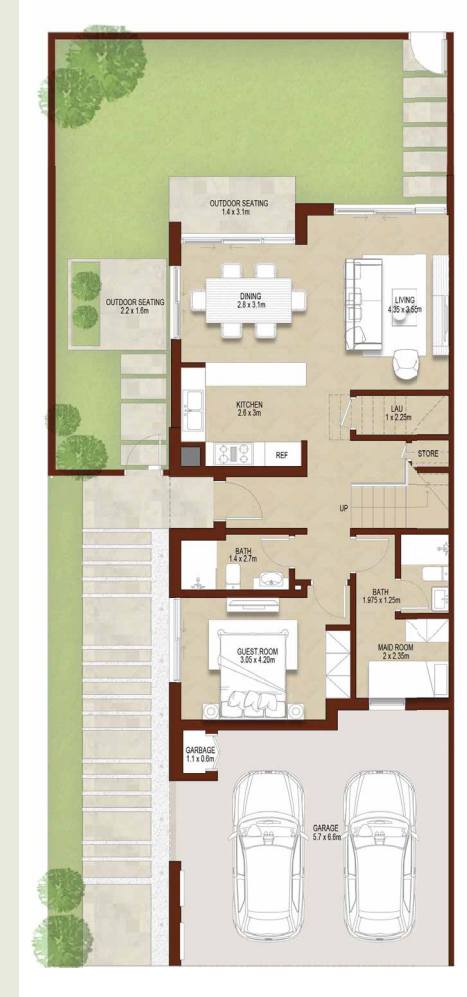 OUTDOOR SEATING
1.4 x 3.1m
DINING
2.8 x 3.1m
LIVING
4.35 x 3.55m
OUTDOOR SEATING
2.2 x 1.6m
KITCHEN
2.6 x 3m
LAU
1 x 2.25m
REF
STORE
UP
BATH
1.4 x 2.7m
BATH
1.975 x 1.25m
GUEST ROOM
3.05 x 4.20m
MAID ROOM
2 x 2.35m
GARBAGE
1.1 x 0.6m
GARAGE
5.7 x 6.6m